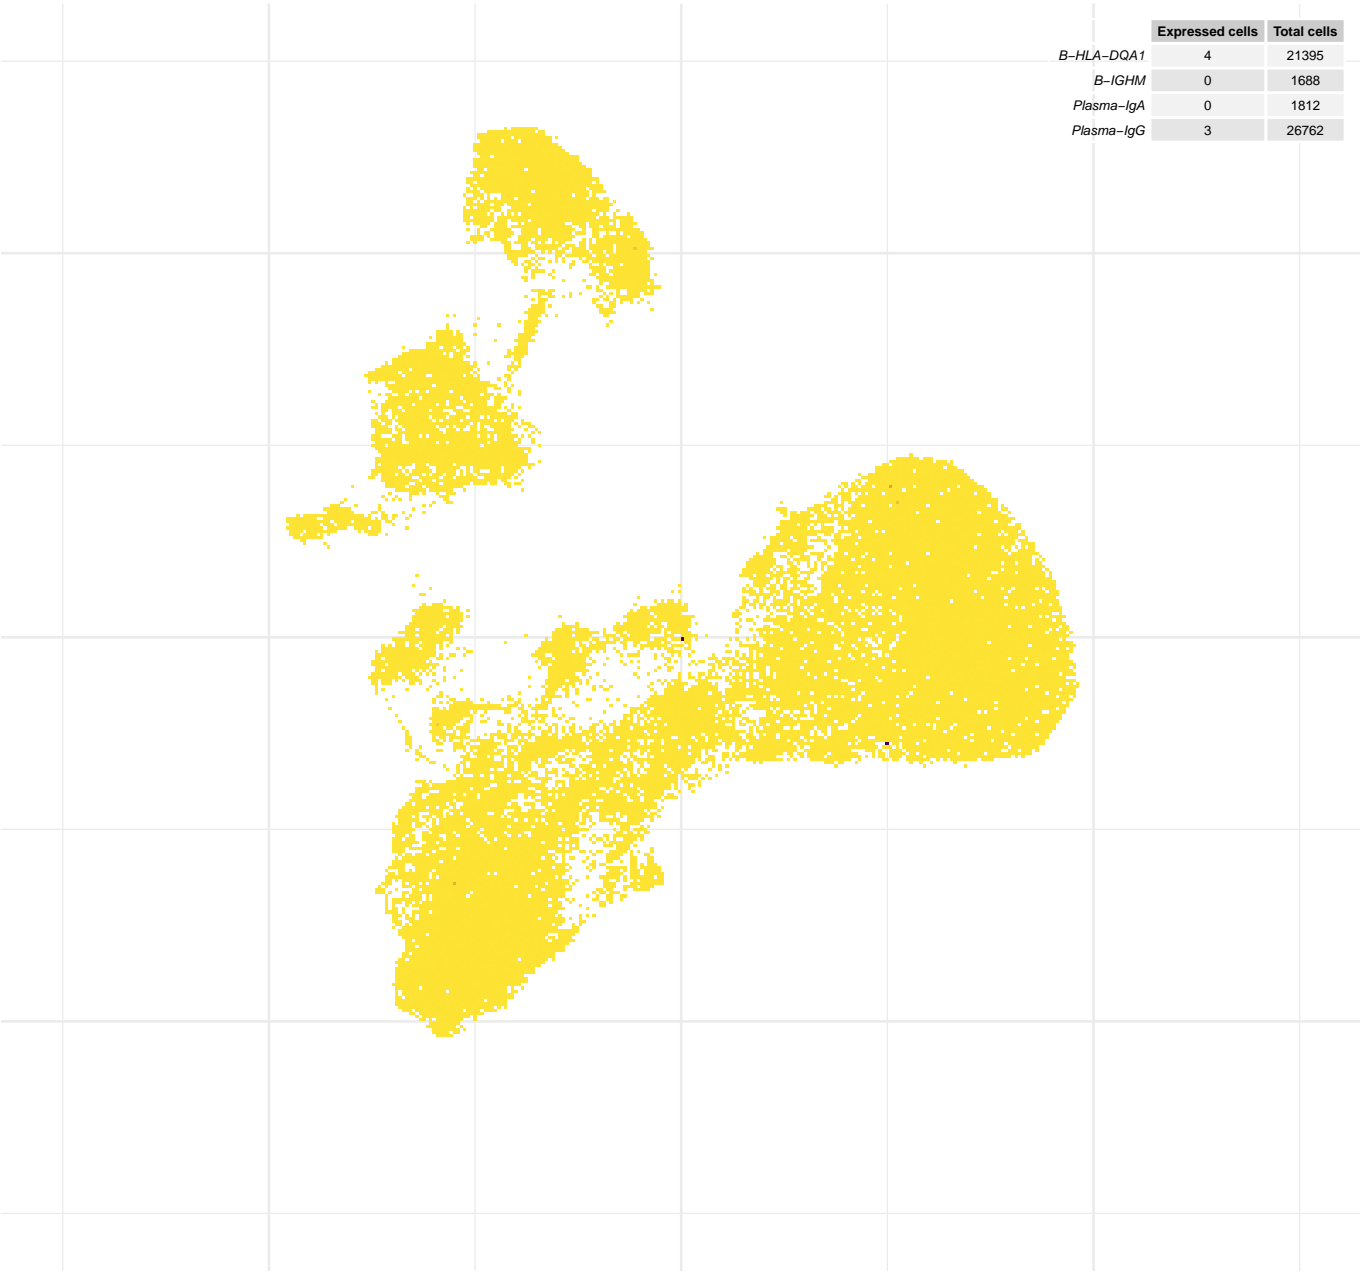 Expressed cells Total cells
B−HLA−DQA1 4 21395
B−IGHM 0 1688
Plasma−IgA 0 1812
Plasma−IgG 3 26762